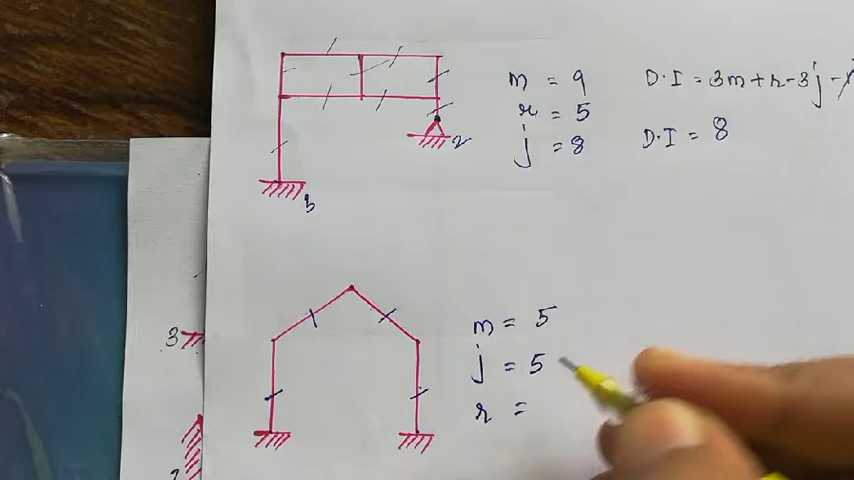 m = 9 D.I = 3m+r-3j-r
r = 5
j = 8 D.I = 8
2
3
m = 5
3
j = 5
r =